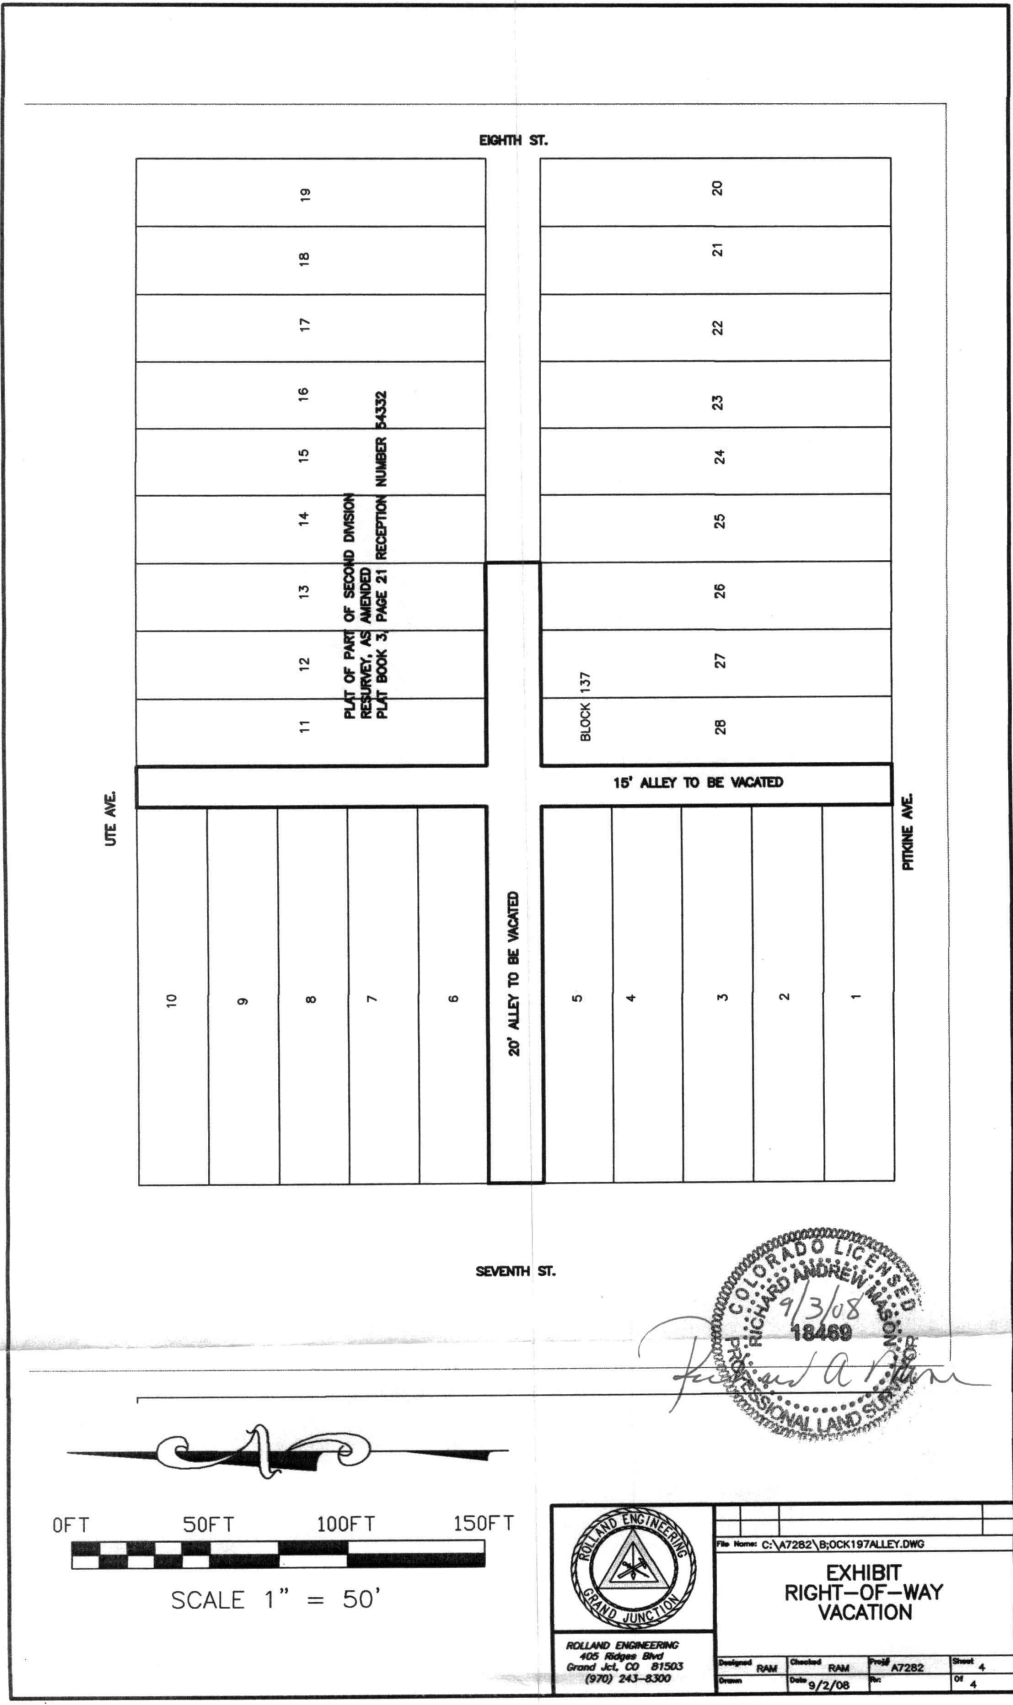 EIGHTH ST.
19
18
17
16
15
14
13
12
11
20
21
22
23
24
25
26
27
28
PLAT OF PART OF SECOND DIVISION
RESURVEY, AS AMENDED
PLAT BOOK 3, PAGE 21 RECEPTION NUMBER 54332
BLOCK 137
15' ALLEY TO BE VACATED
UTE AVE.
PITKINE AVE.
20' ALLEY TO BE VACATED
10
9
8
7
6
5
4
3
2
1
SEVENTH ST.
COLORADO LICENSED
RICHARD ANDREW MASON
9/3/08
18469
PROFESSIONAL LAND SURVEYOR
Richard A Mason
0FT 50FT 100FT 150FT
SCALE 1" = 50'
ROLLAND ENGINEERING
GRAND JUNCTION
ROLLAND ENGINEERING
405 Ridges Blvd
Grand Jct, CO 81503
(970) 243-8300
File Name: C:\A7282\B;OCK197ALLEY.DWG
EXHIBIT
RIGHT-OF-WAY
VACATION
Designed RAM Checked RAM Proj# A7282 Sheet 4
Drawn Date 9/2/08 Rv: Of 4